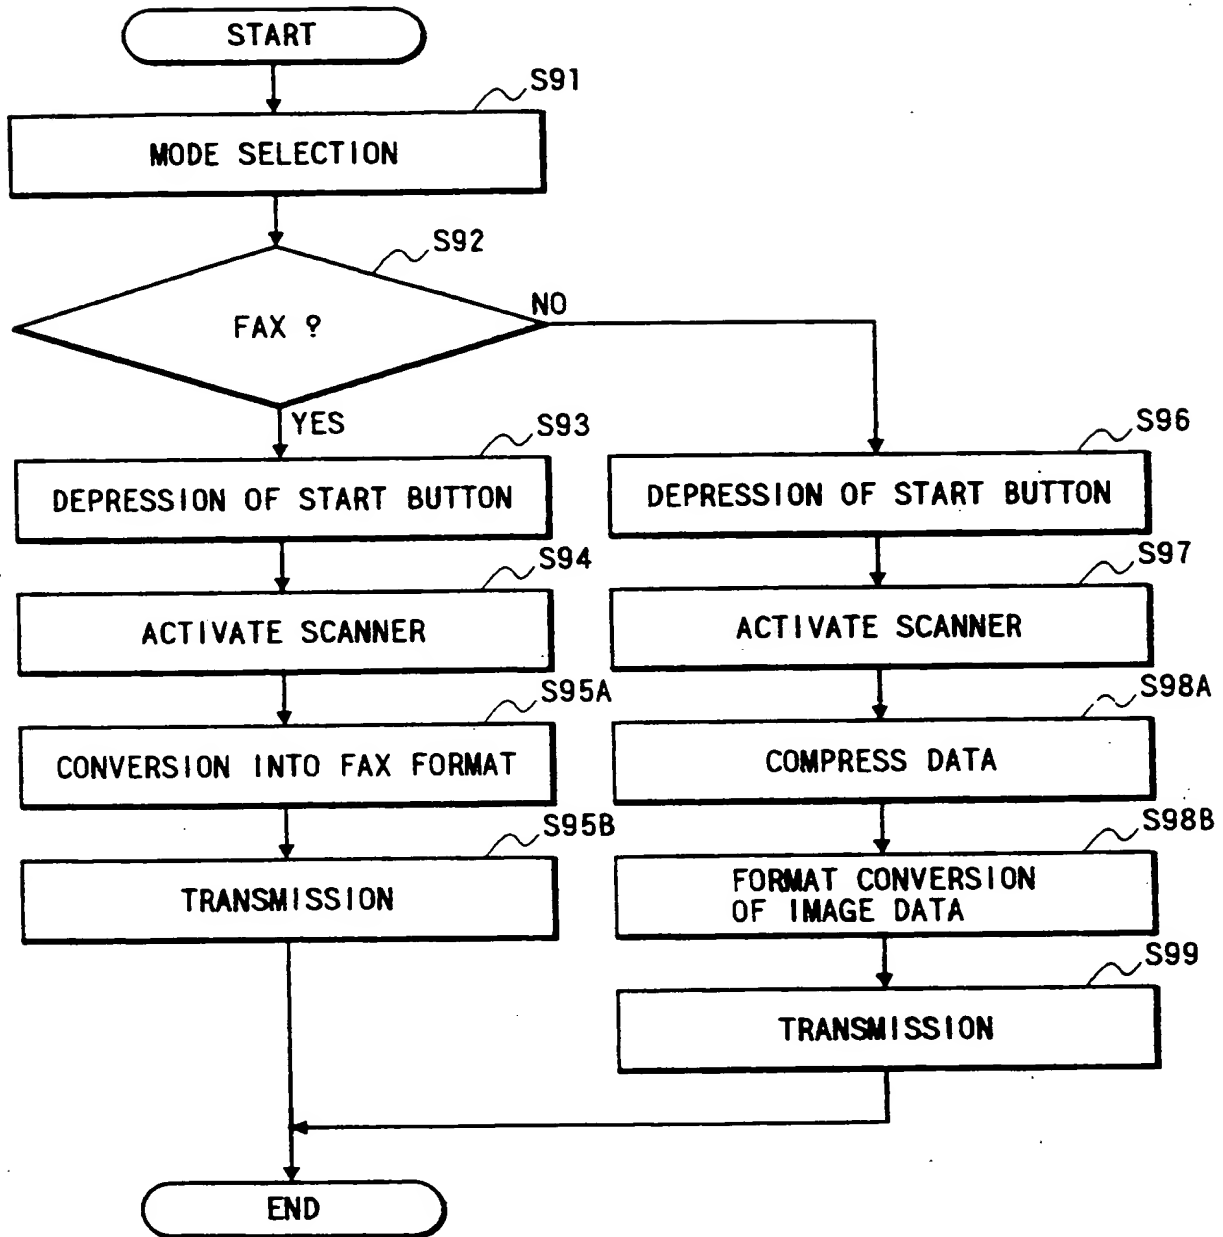 START
S91
MODE SELECTION
S92
FAX ?
NO
YES
S93
DEPRESSION OF START BUTTON
S94
ACTIVATE SCANNER
S95A
CONVERSION INTO FAX FORMAT
S95B
TRANSMISSION
S96
DEPRESSION OF START BUTTON
S97
ACTIVATE SCANNER
S98A
COMPRESS DATA
S98B
FORMAT CONVERSION
OF IMAGE DATA
S99
TRANSMISSION
END